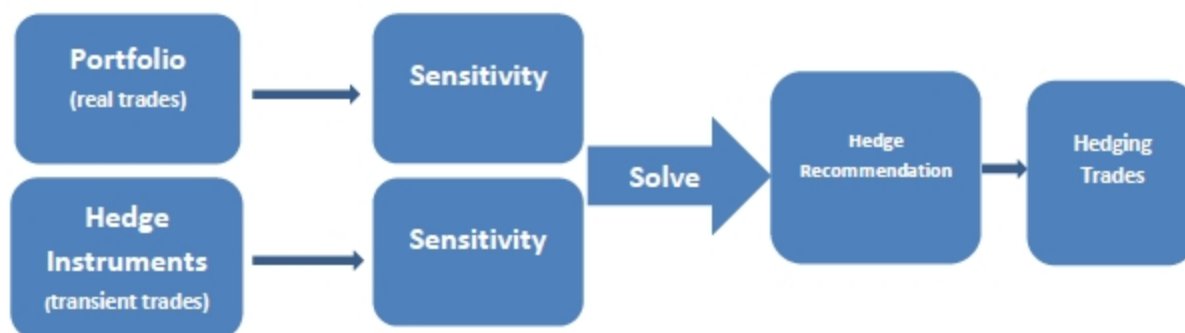 Portfolio
(real trades)
Sensitivity
Hedge
Instruments
(transient trades)
Sensitivity
Solve
Hedge
Recommendation
Hedging
Trades